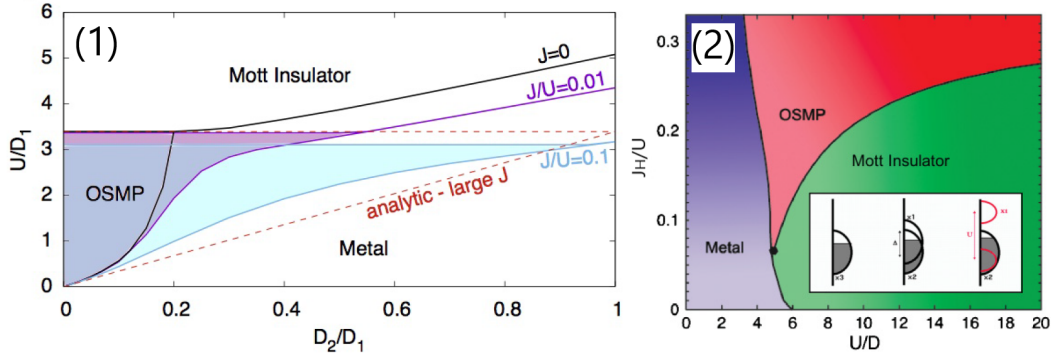 (1)
U/D₁
6
5
4
3
2
1
0
Mott Insulator
J=0
J/U=0.01
J/U=0.1
OSMP
analytic - large J
Metal
0 0.2 0.4 0.6 0.8 1
D₂/D₁
(2)
J_H/U
0.3
0.2
0.1
0
OSMP
Mott Insulator
Metal
x3
x1
Δ
x2
x1
U
x2
0 2 4 6 8 10 12 14 16 18 20
U/D